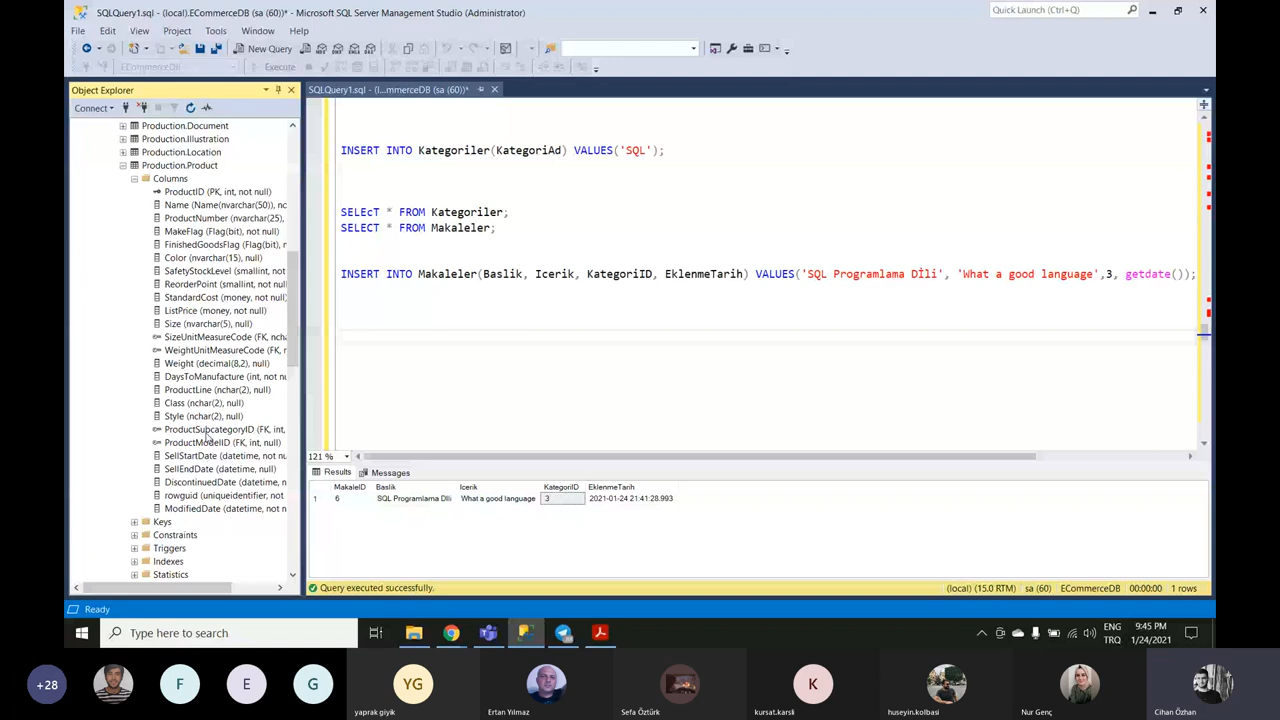 SQLQuery1.sql - (local).ECommerceDB (sa (60))* - Microsoft SQL Server Management Studio (Administrator)
Quick Launch (Ctrl+Q)
File Edit View Project Tools Window Help
New Query
ECommerceDB
Execute
Object Explorer
SQLQuery1.sql - (l...mmerceDB (sa (60))*
Connect
Production.Document
Production.Illustration
Production.Location
Production.Product
Columns
ProductID (PK, int, not null)
Name (Name(nvarchar(50)), nc
ProductNumber (nvarchar(25),
MakeFlag (Flag(bit), not null)
FinishedGoodsFlag (Flag(bit), n
Color (nvarchar(15), null)
SafetyStockLevel (smallint, not
ReorderPoint (smallint, not null
StandardCost (money, not null)
ListPrice (money, not null)
Size (nvarchar(5), null)
SizeUnitMeasureCode (FK, ncha
WeightUnitMeasureCode (FK, n
Weight (decimal(8,2), null)
DaysToManufacture (int, not nu
ProductLine (nchar(2), null)
Class (nchar(2), null)
Style (nchar(2), null)
ProductSubcategoryID (FK, int,
ProductModelID (FK, int, null)
SellStartDate (datetime, not nu
SellEndDate (datetime, null)
DiscontinuedDate (datetime, nu
rowguid (uniqueidentifier, not
ModifiedDate (datetime, not n
Keys
Constraints
Triggers
Indexes
Statistics
INSERT INTO Kategoriler(KategoriAd) VALUES('SQL');
SELEcT * FROM Kategoriler;
SELECT * FROM Makaleler;
INSERT INTO Makaleler(Baslik, Icerik, KategoriID, EklenmeTarih) VALUES('SQL Programlama Dİli', 'What a good language',3, getdate());
121 %
Results Messages
MakaleID Baslik Icerik KategoriID EklenmeTarih
1 6 SQL Programlama Dİli What a good language 3 2021-01-24 21:41:28.993
Query executed successfully.
(local) (15.0 RTM) sa (60) ECommerceDB 00:00:00 1 rows
Ready
Type here to search
ENG
TRQ
9:45 PM
1/24/2021
+28
F
E
G
YG
yaprak giyik
Ertan Yılmaz
Sefa Öztürk
K
kursat.karsli
huseyin.kolbasi
Nur Genç
Cihan Özhan